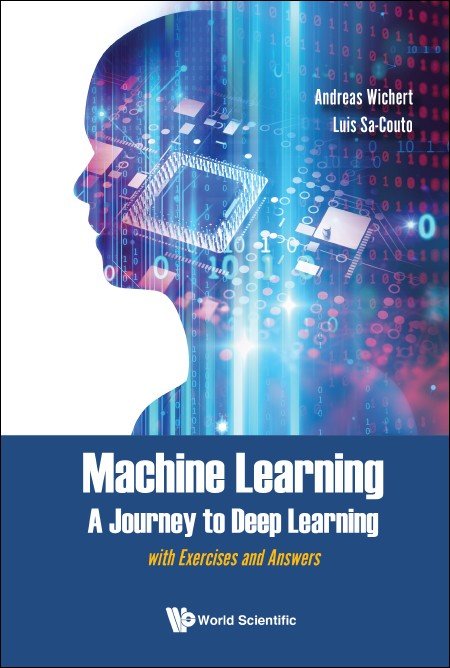 Andreas Wichert
Luis Sa-Couto
Machine Learning
A Journey to Deep Learning
with Exercises and Answers
World Scientific